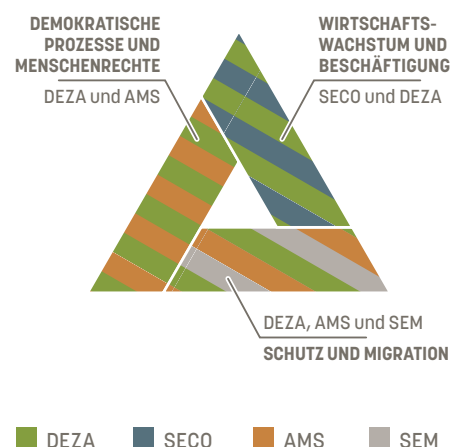 DEMOKRATISCHE
PROZESSE UND
MENSCHENRECHTE
DEZA und AMS
WIRTSCHAFTS-
WACHSTUM UND
BESCHÄFTIGUNG
SECO und DEZA
DEZA, AMS und SEM
SCHUTZ UND MIGRATION
DEZA
SECO
AMS
SEM